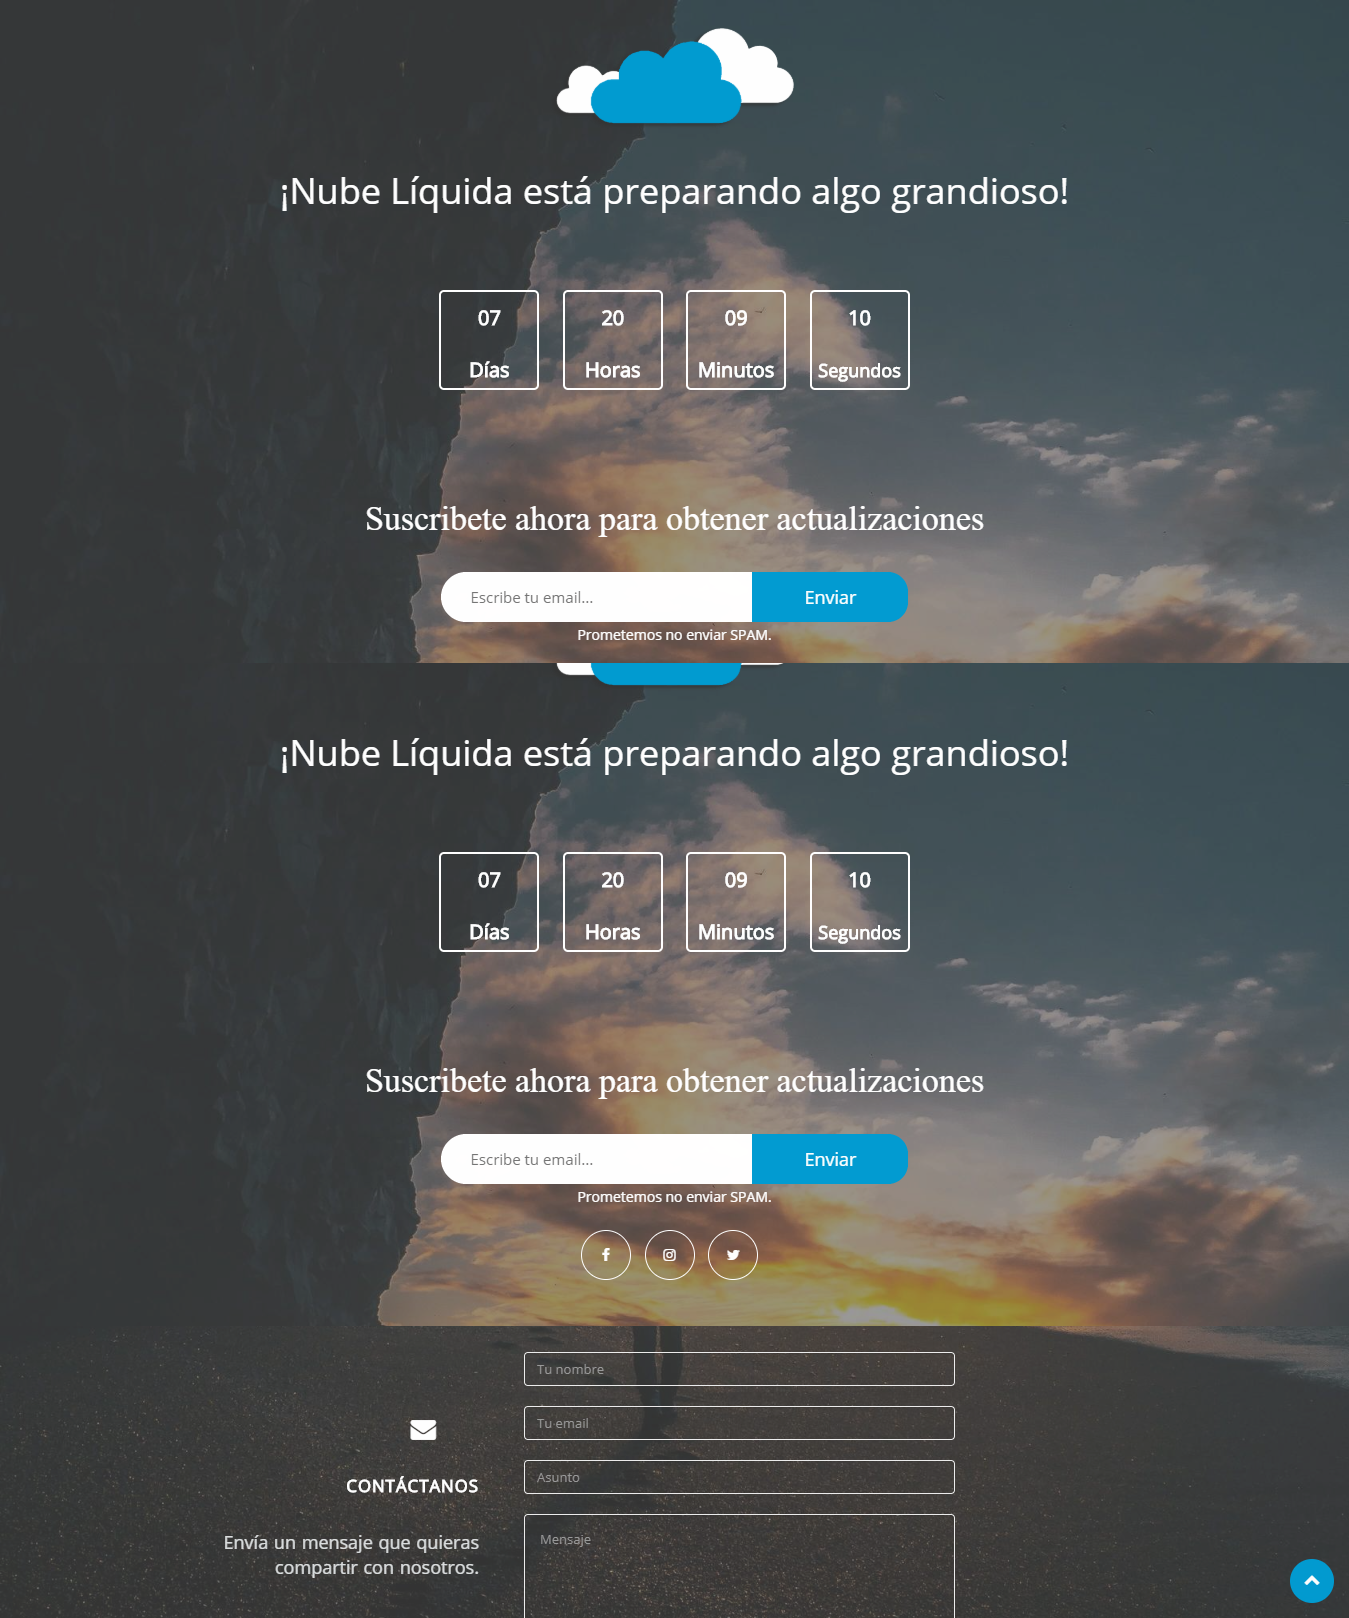 ¡Nube Líquida está preparando algo grandioso!
07 20 09 10
Días Horas Minutos Segundos
Suscribete ahora para obtener actualizaciones
Escribe tu email... Enviar
Prometemos no enviar SPAM.
¡Nube Líquida está preparando algo grandioso!
07 20 09 10
Días Horas Minutos Segundos
Suscribete ahora para obtener actualizaciones
Escribe tu email... Enviar
Prometemos no enviar SPAM.
CONTÁCTANOS
Envía un mensaje que quieras
compartir con nosotros.
Tu nombre
Tu email
Asunto
Mensaje